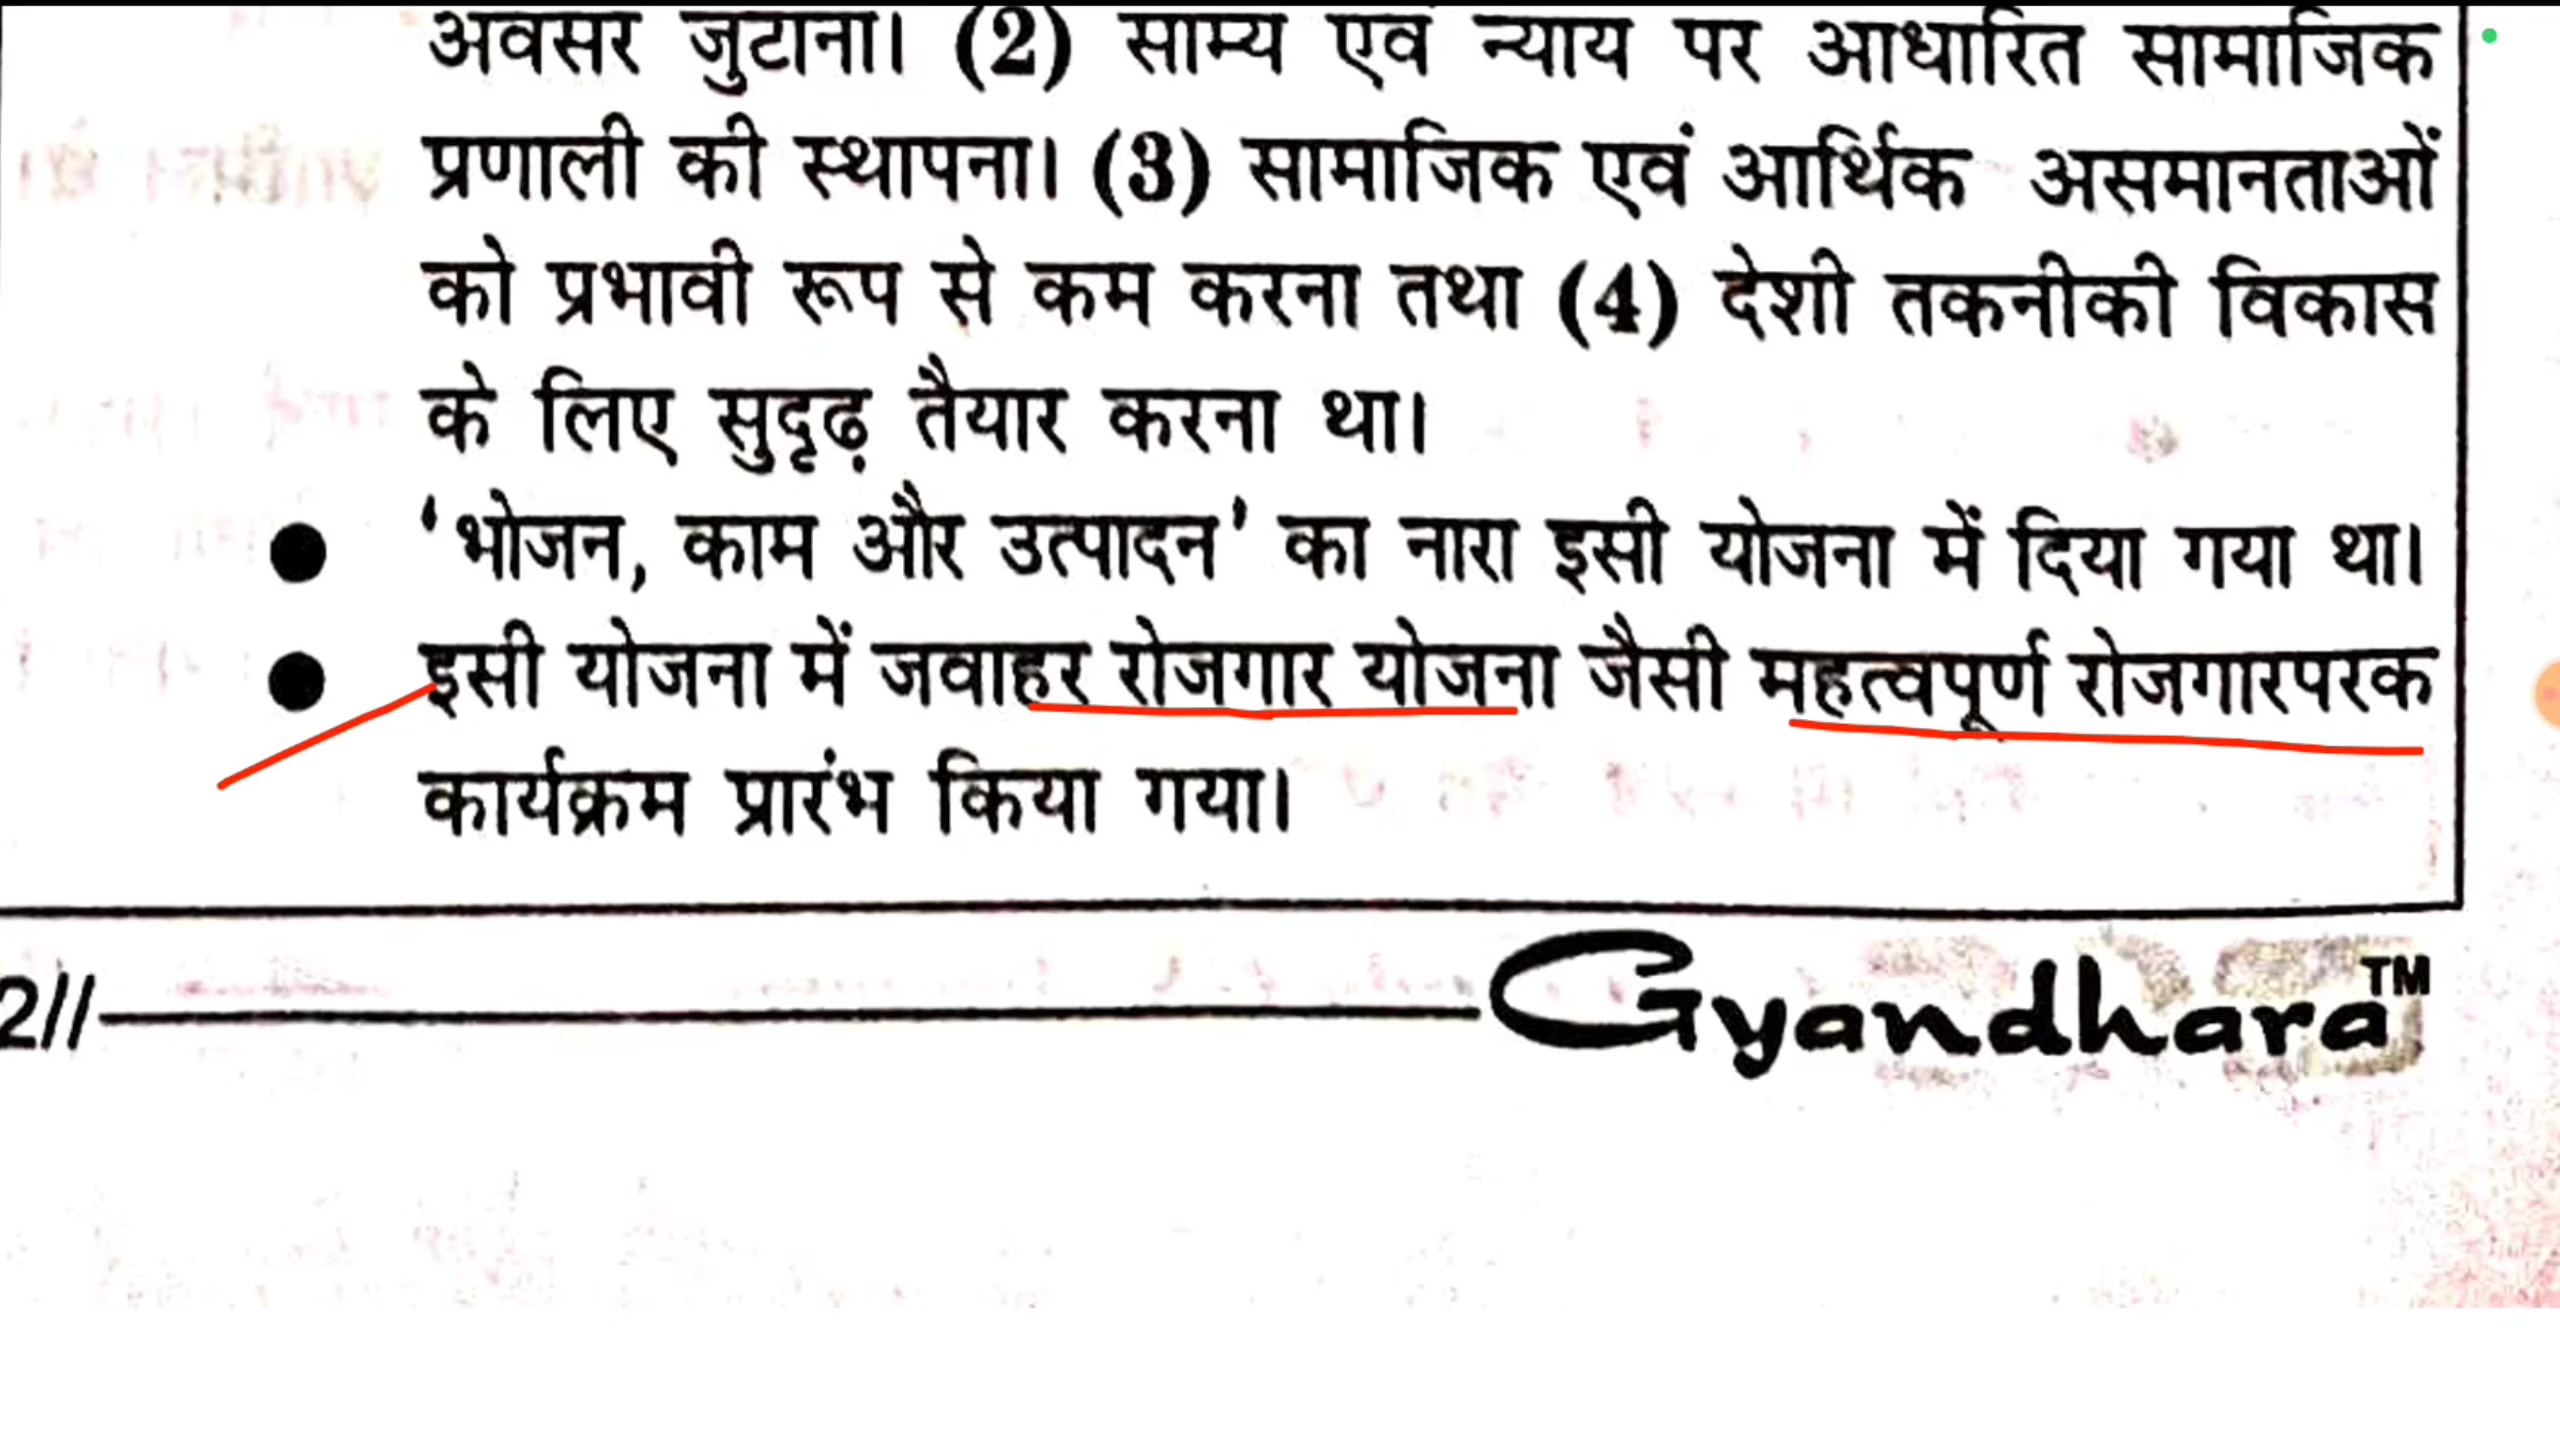 अवसर जुटाना। (2) साम्य एवं न्याय पर आधारित सामाजिक
प्रणाली की स्थापना। (3) सामाजिक एवं आर्थिक असमानताओं
को प्रभावी रूप से कम करना तथा (4) देशी तकनीकी विकास
के लिए सुदृढ़ तैयार करना था।
● 'भोजन, काम और उत्पादन' का नारा इसी योजना में दिया गया था।
● इसी योजना में जवाहर रोजगार योजना जैसी महत्वपूर्ण रोजगारपरक
कार्यक्रम प्रारंभ किया गया।
2// Gyandhara™